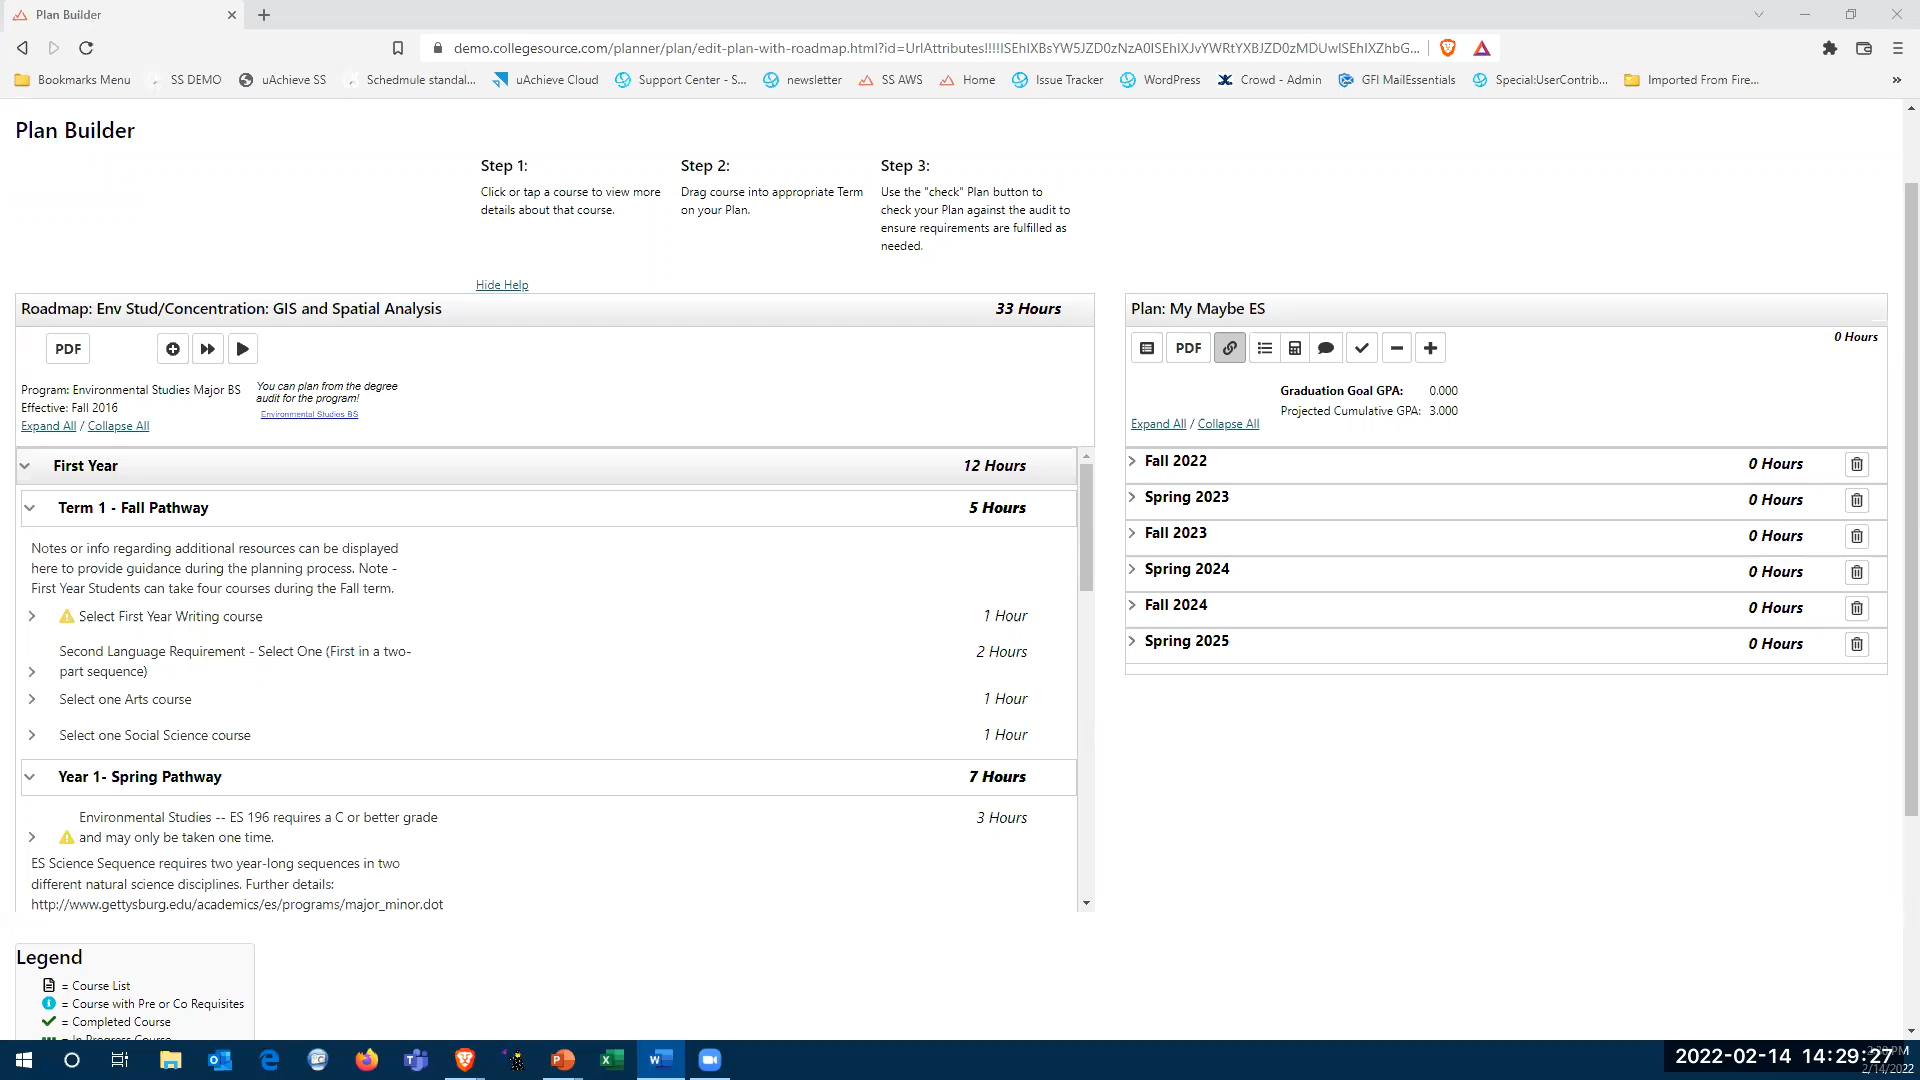 Plan Builder
demo.collegesource.com/planner/plan/edit-plan-with-roadmap.html?id=UrlAttributes!!!!ISEhIXBsYW5JZD0zNzA0ISEhIXJvYWRtYXBJZD0zMDUwISEhIXZhbG...
Bookmarks Menu SS DEMO uAchieve SS Schedmule standal... uAchieve Cloud Support Center - S... newsletter SS AWS Home Issue Tracker WordPress Crowd - Admin GFI MailEssentials Special:UserContrib... Imported From Fire... »
Plan Builder
Step 1:
Click or tap a course to view more
details about that course.
Step 2:
Drag course into appropriate Term
on your Plan.
Step 3:
Use the "check" Plan button to
check your Plan against the audit to
ensure requirements are fulfilled as
needed.
Hide Help
Roadmap: Env Stud/Concentration: GIS and Spatial Analysis 33 Hours
PDF
Program: Environmental Studies Major BS
Effective: Fall 2016
Expand All / Collapse All
You can plan from the degree
audit for the program!
Environmental Studies BS
First Year 12 Hours
Term 1 - Fall Pathway 5 Hours
Notes or info regarding additional resources can be displayed
here to provide guidance during the planning process. Note -
First Year Students can take four courses during the Fall term.
Select First Year Writing course 1 Hour
Second Language Requirement - Select One (First in a two-
part sequence) 2 Hours
Select one Arts course 1 Hour
Select one Social Science course 1 Hour
Year 1- Spring Pathway 7 Hours
Environmental Studies -- ES 196 requires a C or better grade
and may only be taken one time. 3 Hours
ES Science Sequence requires two year-long sequences in two
different natural science disciplines. Further details:
http://www.gettysburg.edu/academics/es/programs/major_minor.dot
Plan: My Maybe ES
PDF
0 Hours
Graduation Goal GPA: 0.000
Projected Cumulative GPA: 3.000
Expand All / Collapse All
Fall 2022 0 Hours
Spring 2023 0 Hours
Fall 2023 0 Hours
Spring 2024 0 Hours
Fall 2024 0 Hours
Spring 2025 0 Hours
Legend
= Course List
= Course with Pre or Co Requisites
= Completed Course
= In Progress Course
2022-02-14 14:29:27
2/14/2022